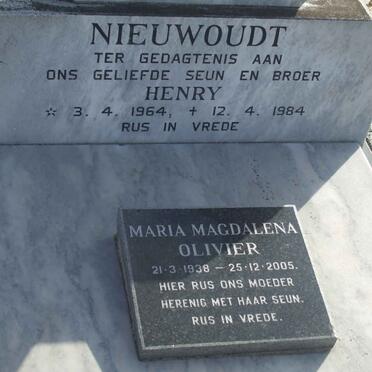 NIEUWOUDT
TER GEDAGTENIS AAN
ONS GELIEFDE SEUN EN BROER
HENRY
☆ 3. 4. 1964, + 12. 4. 1984
RUS IN VREDE
MARIA MAGDALENA
OLIVIER
21·3·1938 – 25·12·2005.
HIER RUS ONS MOEDER
HERENIG MET HAAR SEUN.
RUS IN VREDE.